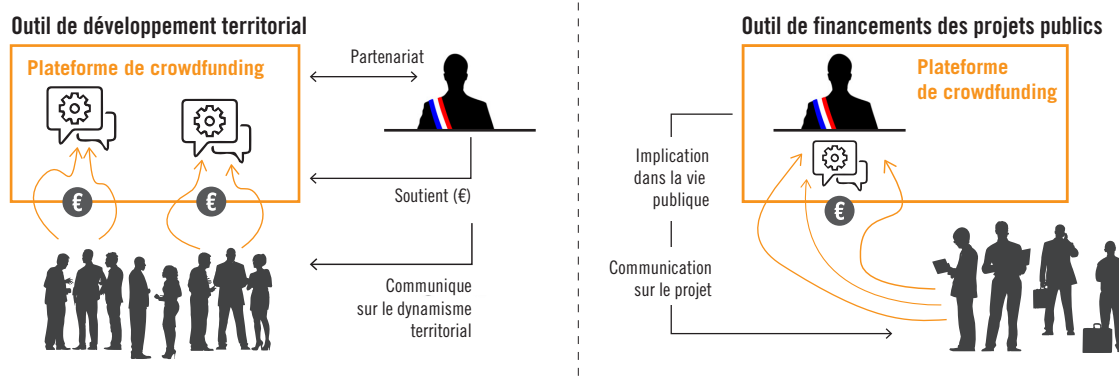 Outil de développement territorial
Plateforme de crowdfunding
€
€
Partenariat
Soutient (€)
Communique
sur le dynamisme
territorial
Outil de financements des projets publics
Plateforme
de crowdfunding
€
Implication
dans la vie
publique
Communication
sur le projet